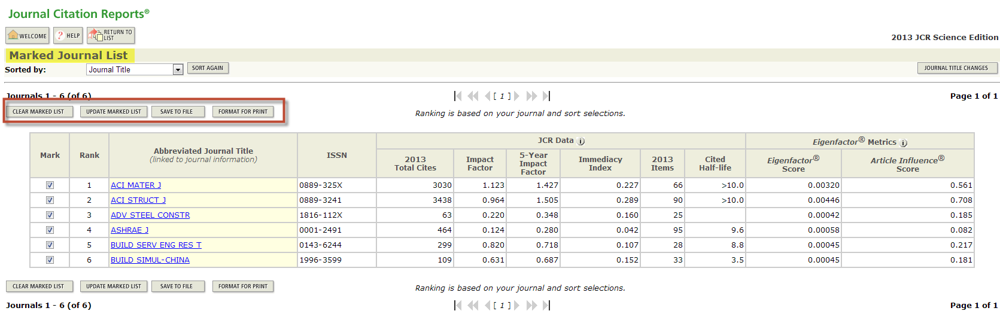 Journal Citation Reports®
WELCOME HELP RETURN TO LIST
2013 JCR Science Edition
Marked Journal List
Sorted by: Journal Title SORT AGAIN JOURNAL TITLE CHANGES
Journals 1 - 6 (of 6) [ 1 ] Page 1 of 1
CLEAR MARKED LIST UPDATE MARKED LIST SAVE TO FILE FORMAT FOR PRINT Ranking is based on your journal and sort selections.
Mark Rank Abbreviated Journal Title (linked to journal information) ISSN JCR Data i Eigenfactor® Metrics i
2013 Total Cites Impact Factor 5-Year Impact Factor Immediacy Index 2013 Items Cited Half-life Eigenfactor® Score Article Influence® Score
1 ACI MATER J 0889-325X 3030 1.123 1.427 0.227 66 >10.0 0.00320 0.561
2 ACI STRUCT J 0889-3241 3438 0.964 1.505 0.289 90 >10.0 0.00446 0.708
3 ADV STEEL CONSTR 1816-112X 63 0.220 0.348 0.160 25 0.00042 0.185
4 ASHRAE J 0001-2491 464 0.124 0.280 0.042 95 9.6 0.00058 0.082
5 BUILD SERV ENG RES T 0143-6244 299 0.820 0.718 0.107 28 8.8 0.00045 0.217
6 BUILD SIMUL-CHINA 1996-3599 109 0.631 0.687 0.152 33 3.5 0.00045 0.181
CLEAR MARKED LIST UPDATE MARKED LIST SAVE TO FILE FORMAT FOR PRINT Ranking is based on your journal and sort selections.
Journals 1 - 6 (of 6) [ 1 ] Page 1 of 1